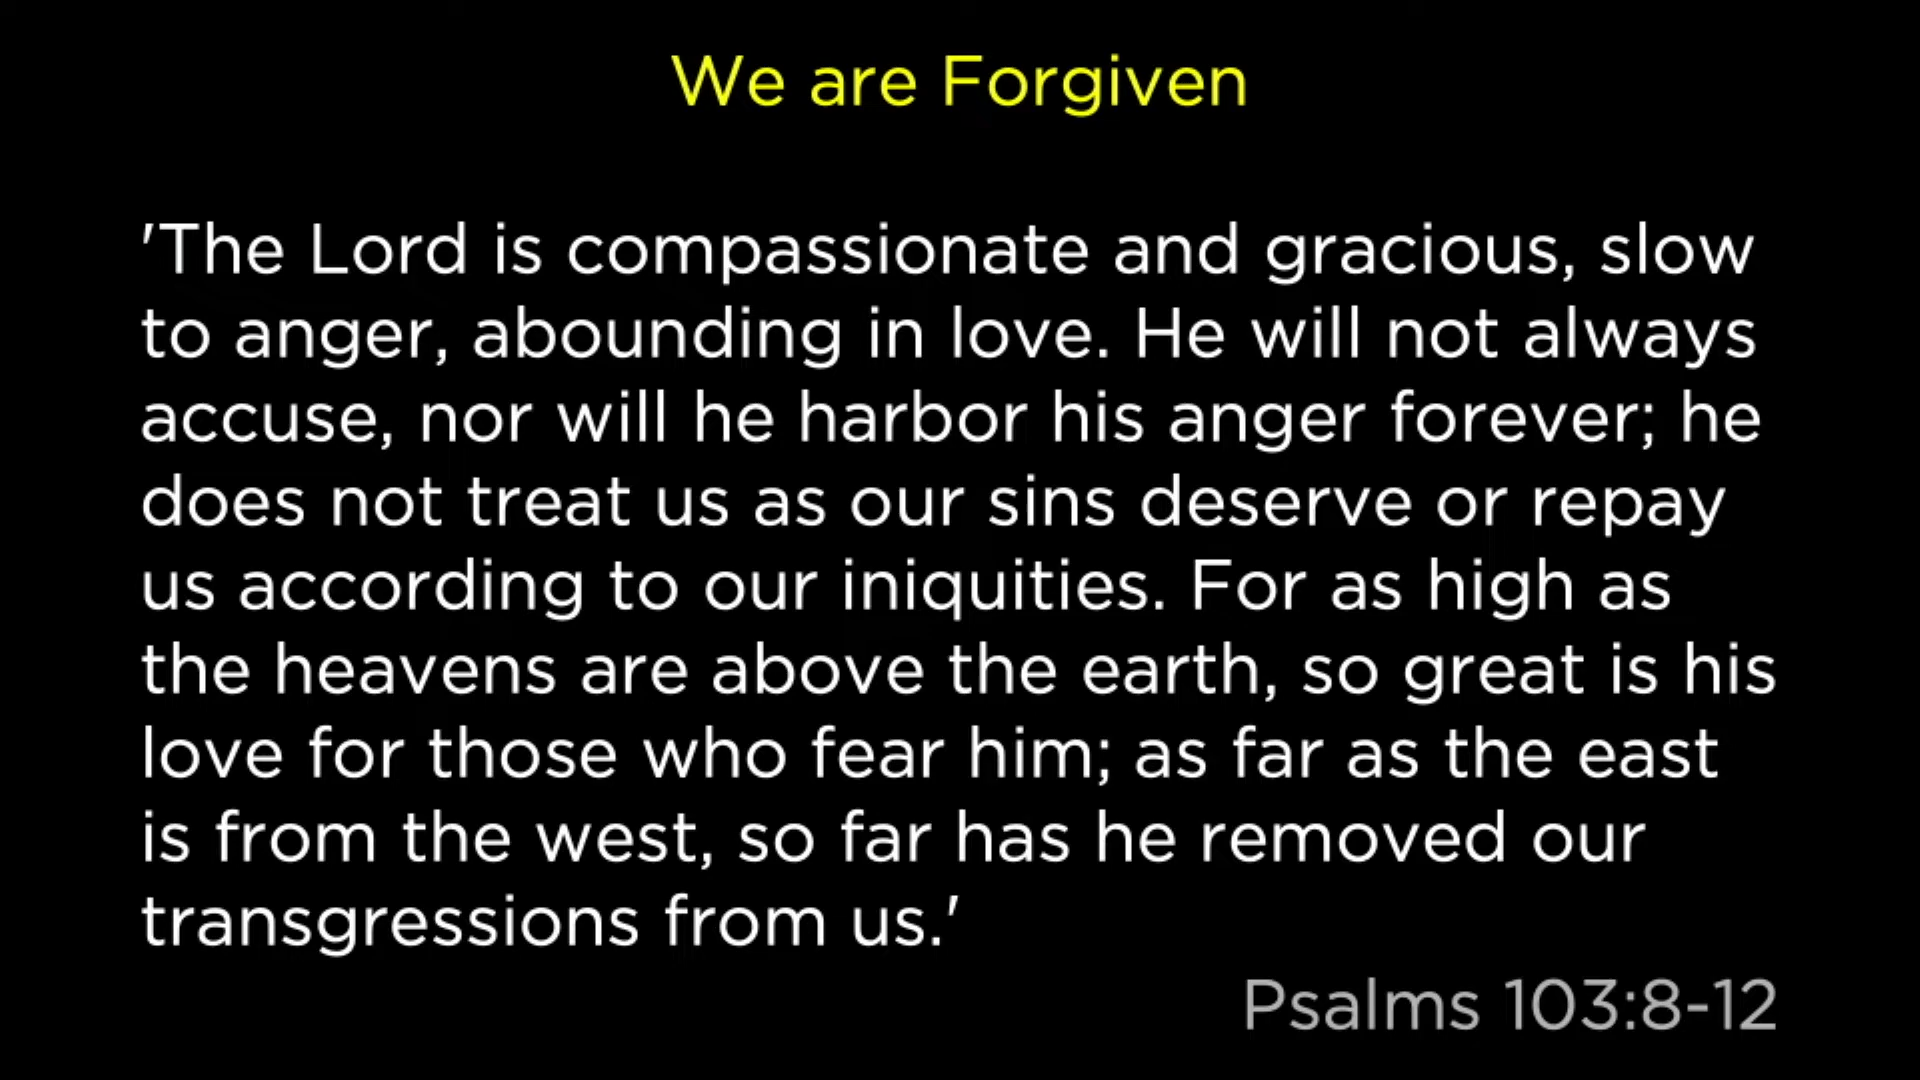 We are Forgiven
'The Lord is compassionate and gracious, slow
to anger, abounding in love. He will not always
accuse, nor will he harbor his anger forever; he
does not treat us as our sins deserve or repay
us according to our iniquities. For as high as
the heavens are above the earth, so great is his
love for those who fear him; as far as the east
is from the west, so far has he removed our
transgressions from us.'
Psalms 103:8-12